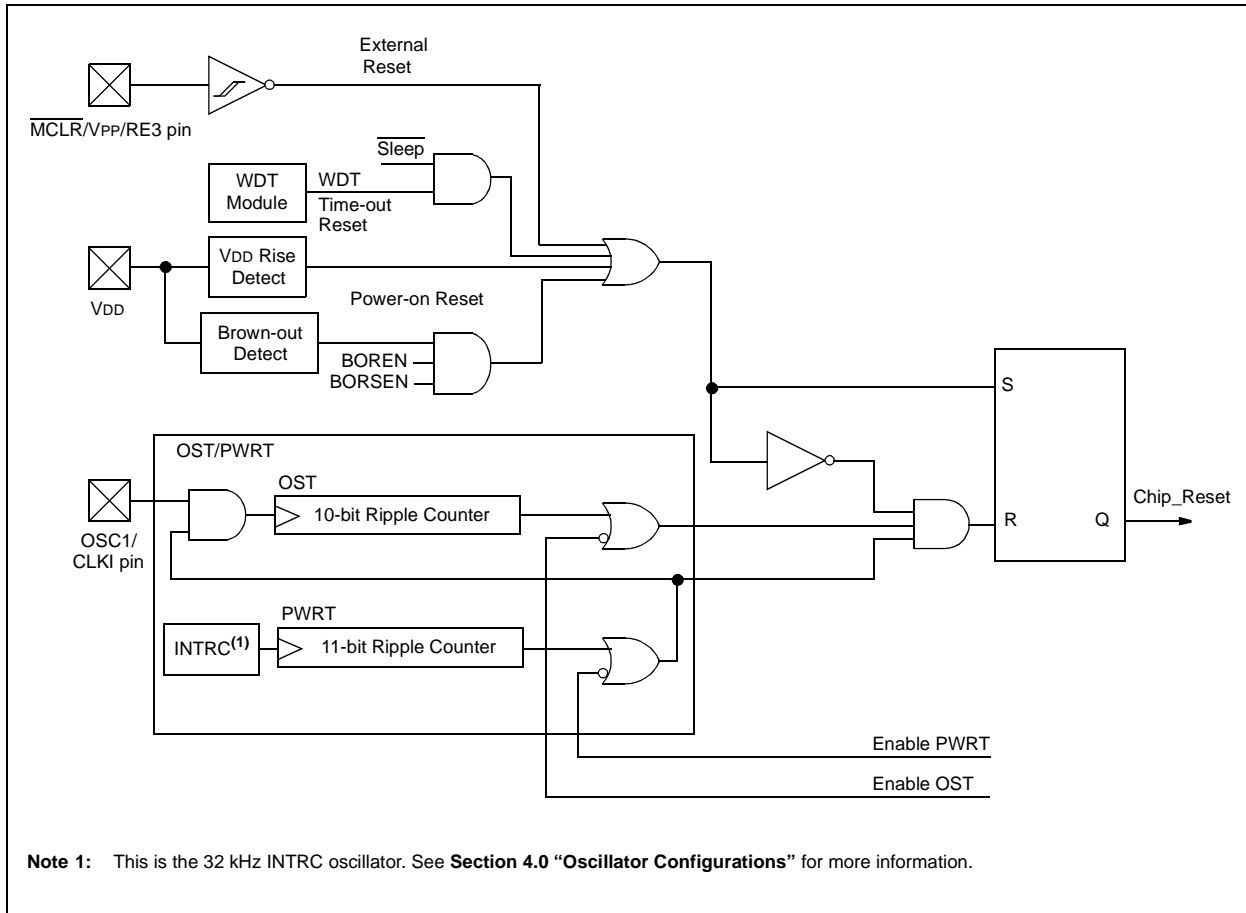 External
Reset
MCLR/VPP/RE3 pin
Sleep
WDT
Module
WDT
Time-out
Reset
VDD
VDD Rise
Detect
Power-on Reset
Brown-out
Detect
BOREN
BORSEN
S
OST/PWRT
OST
10-bit Ripple Counter
OSC1/
CLKI pin
R
Q
Chip_Reset
PWRT
INTRC(1)
11-bit Ripple Counter
Enable PWRT
Enable OST
Note 1: This is the 32 kHz INTRC oscillator. See Section 4.0 “Oscillator Configurations” for more information.